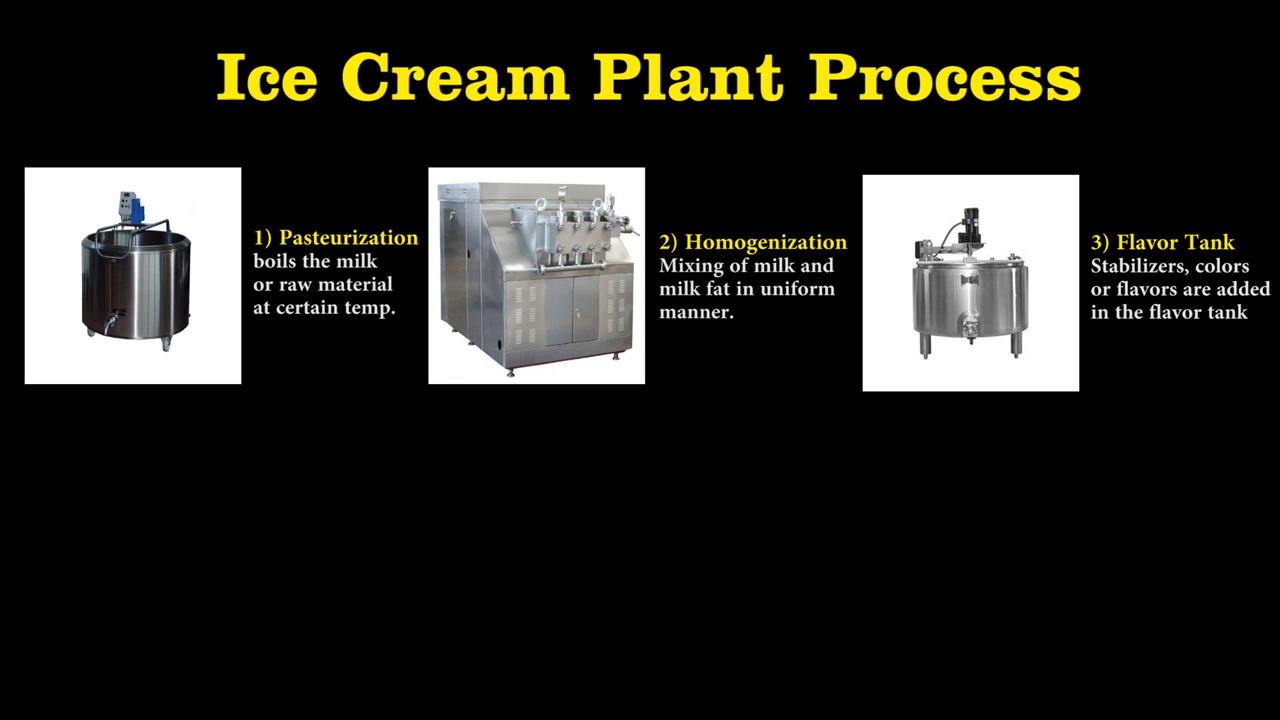 Ice Cream Plant Process
1) Pasteurization
boils the milk
or raw material
at certain temp.
2) Homogenization
Mixing of milk and
milk fat in uniform
manner.
3) Flavor Tank
Stabilizers, colors
or flavors are added
in the flavor tank